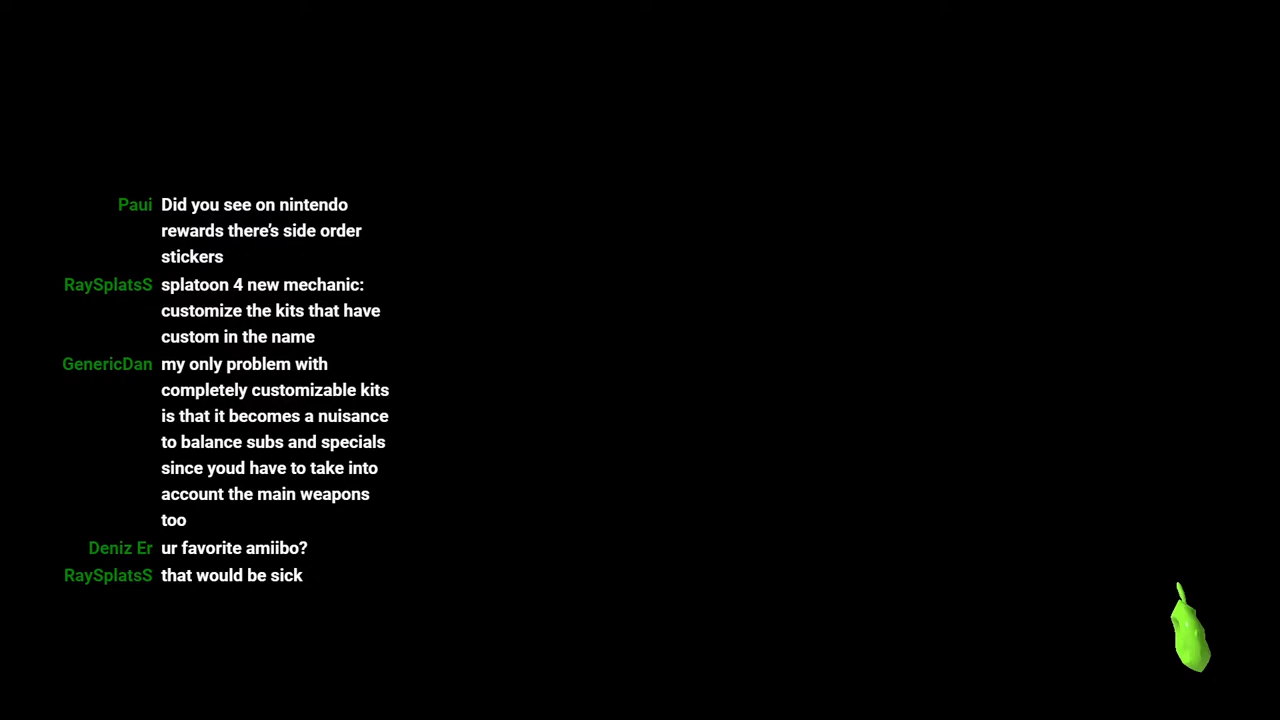 Paui Did you see on nintendo
rewards there's side order
stickers
RaySplatsS splatoon 4 new mechanic:
customize the kits that have
custom in the name
GenericDan my only problem with
completely customizable kits
is that it becomes a nuisance
to balance subs and specials
since youd have to take into
account the main weapons
too
Deniz Er ur favorite amiibo?
RaySplatsS that would be sick